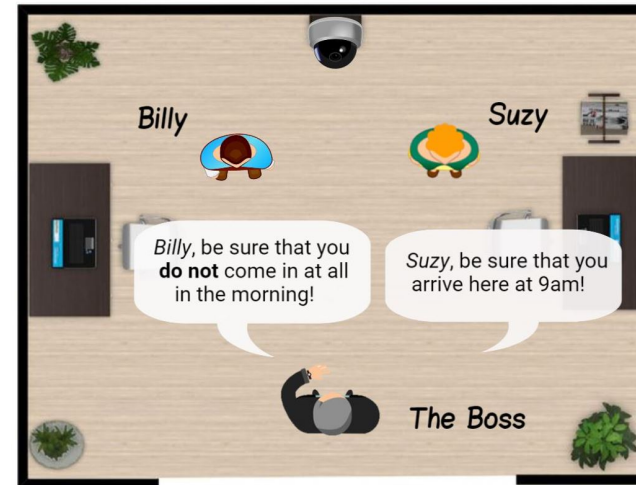 Billy
Suzy
Billy, be sure that you
do not come in at all
in the morning!
Suzy, be sure that you
arrive here at 9am!
The Boss